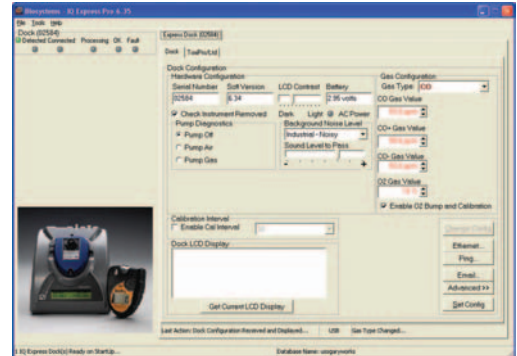 Biosystems - IQ Express Pro 6.35
File Tools Help
Dock (02584)
Detected Connected Processing OK Fault
Express Dock (02584)
Dock ToxiPro/Ltd
Dock Configuration
Hardware Configuration
Serial Number Soft Version LCD Contrast Battery
02584 6.34 2.95 volts
Check Instrument Removed Dark Light AC Power
Pump Diagnostics
Pump Off
Pump Air
Pump Gas
Background Noise Level
Industrial - Noisy
Sound Level to Pass
- +
Gas Configuration
Gas Type: CO
CO Gas Value
CO+ Gas Value
CO- Gas Value
O2 Gas Value
Enable O2 Bump and Calibration
Calibration Interval
Enable Cal Interval
Dock LCD Display
Get Current LCD Display
Change Config
Ethernet...
Ping...
Email...
Advanced >>
Set Config
Last Action: Dock Configuration Received and Displayed... USB Gas Type Changed...
1 IQ Express Dock(s) Ready on StartUp... Database Name: usogaryworks